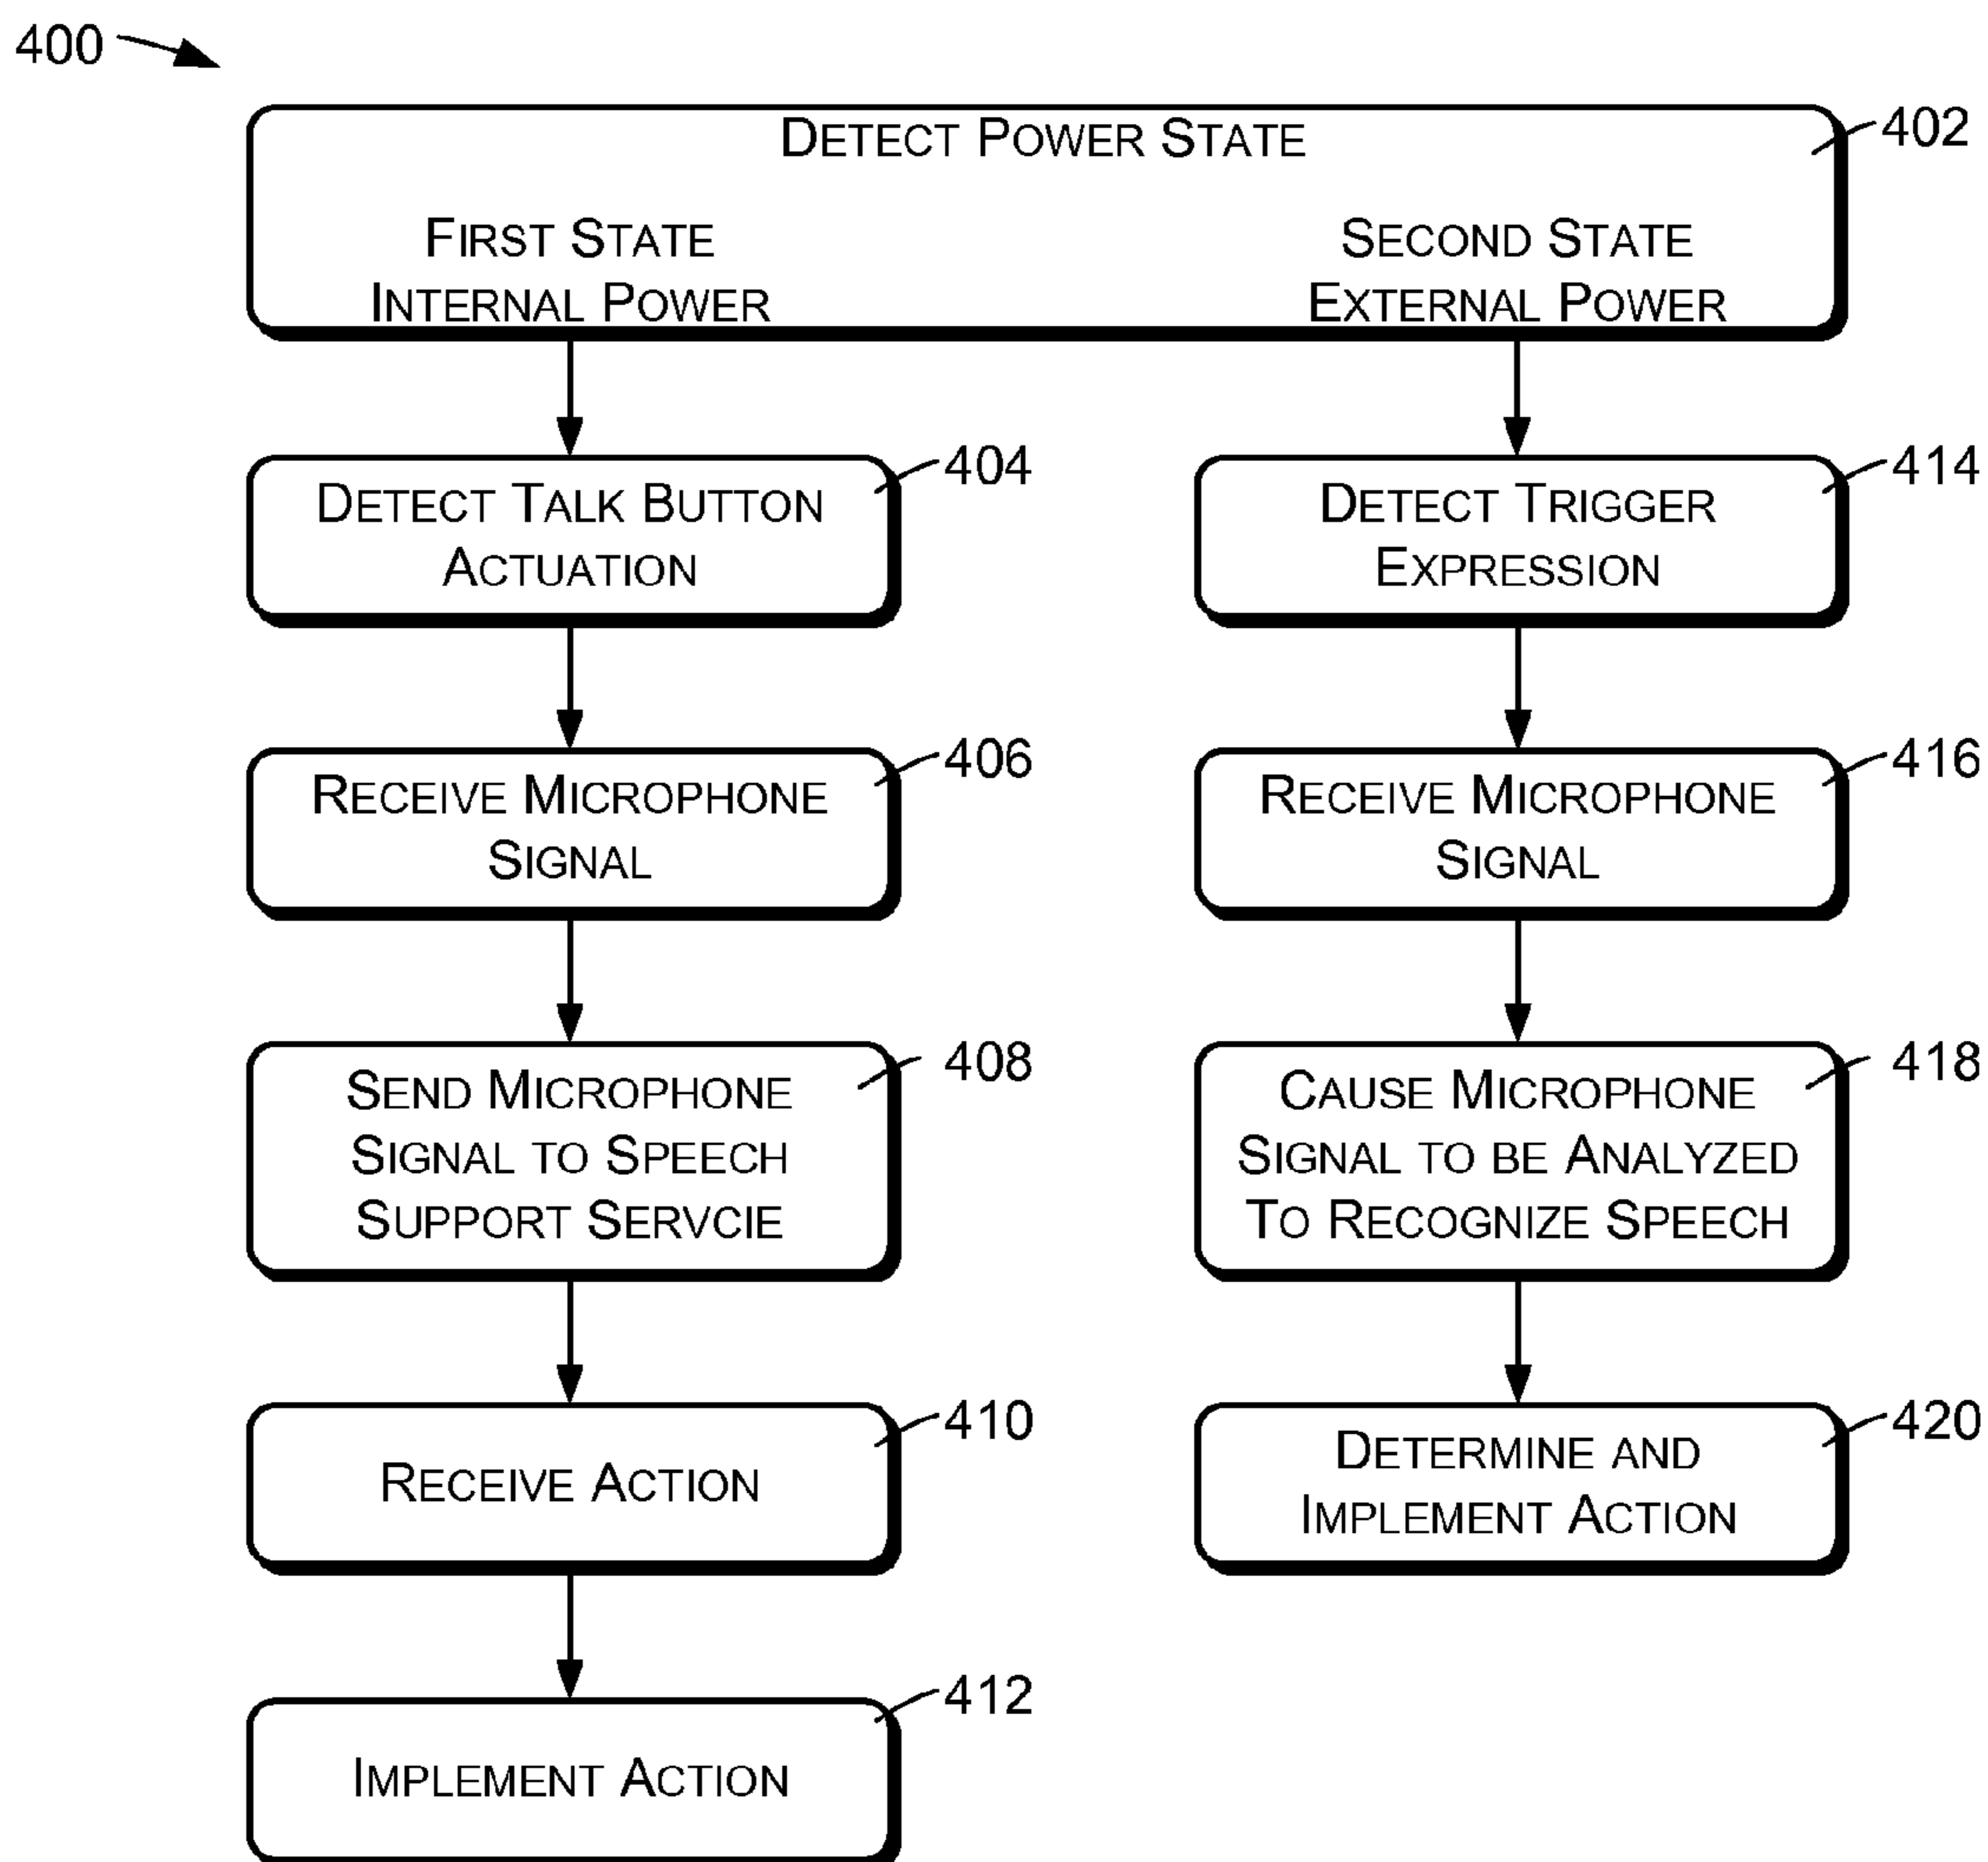 400
DETECT POWER STATE
402
FIRST STATE
INTERNAL POWER
SECOND STATE
EXTERNAL POWER
DETECT TALK BUTTON
ACTUATION
404
RECEIVE MICROPHONE
SIGNAL
406
SEND MICROPHONE
SIGNAL TO SPEECH
SUPPORT SERVCIE
408
RECEIVE ACTION
410
IMPLEMENT ACTION
412
DETECT TRIGGER
EXPRESSION
414
RECEIVE MICROPHONE
SIGNAL
416
CAUSE MICROPHONE
SIGNAL TO BE ANALYZED
TO RECOGNIZE SPEECH
418
DETERMINE AND
IMPLEMENT ACTION
420